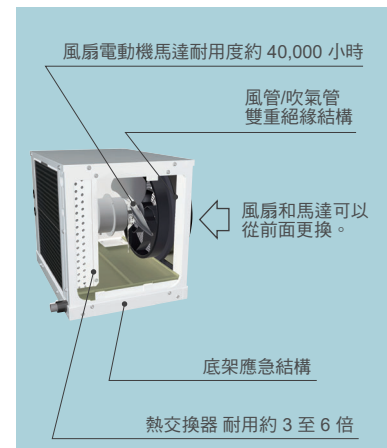 風扇電動機馬達耐用度約 40,000 小時
風管/吹氣管
雙重絕緣結構
風扇和馬達可以
從前面更換。
底架應急結構
熱交換器 耐用約 3 至 6 倍